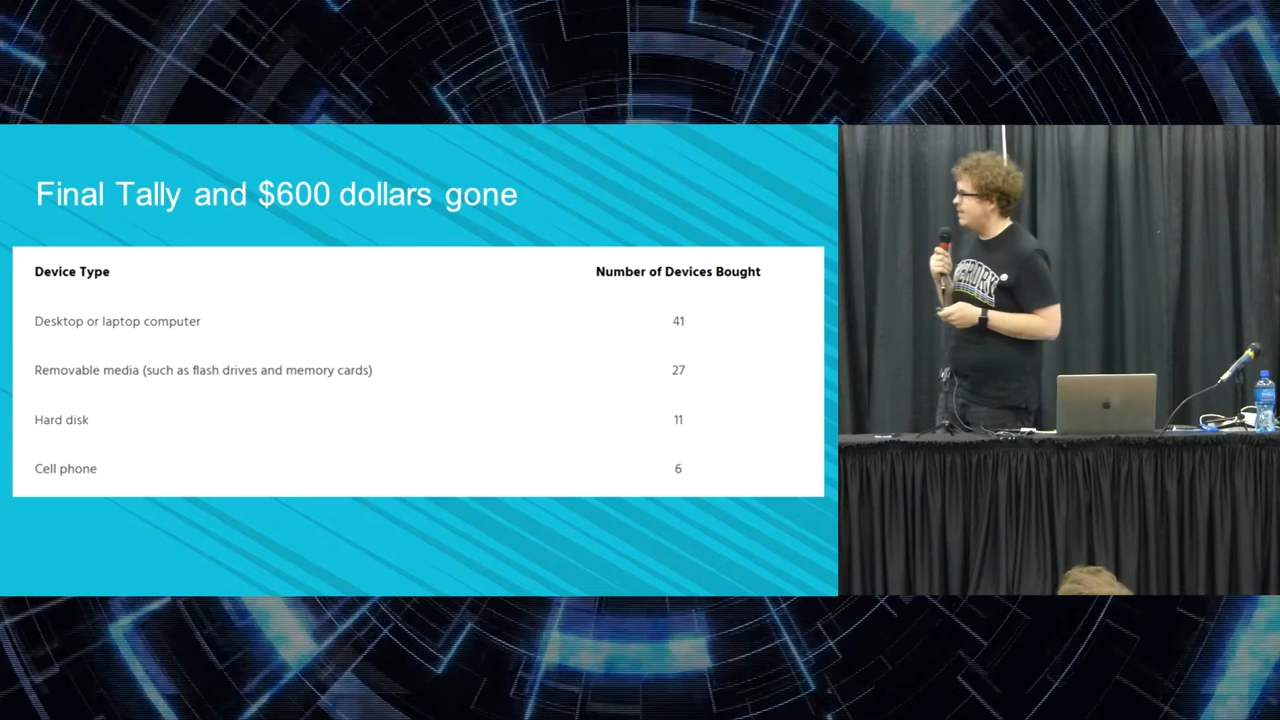 Final Tally and $600 dollars gone
Device Type Number of Devices Bought
Desktop or laptop computer 41
Removable media (such as flash drives and memory cards) 27
Hard disk 11
Cell phone 6